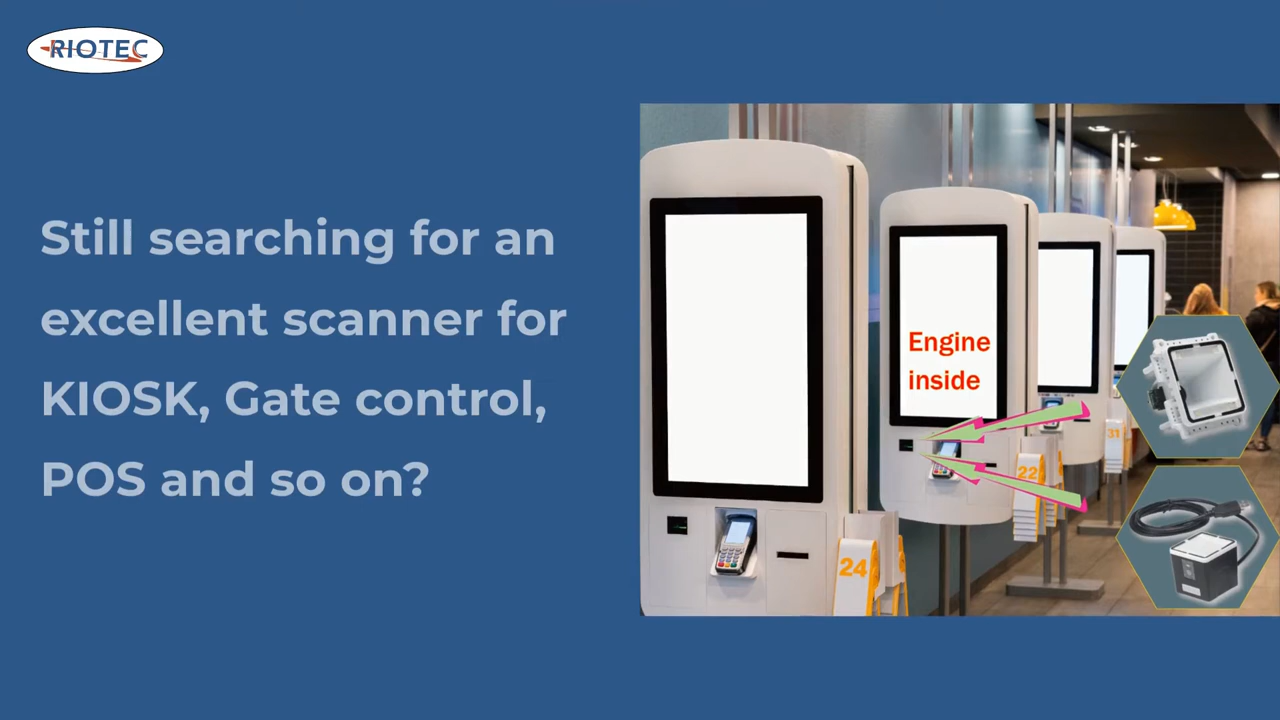 RIOTEC
Still searching for an
excellent scanner for
KIOSK, Gate control,
POS and so on?
Engine
inside
24
22
31